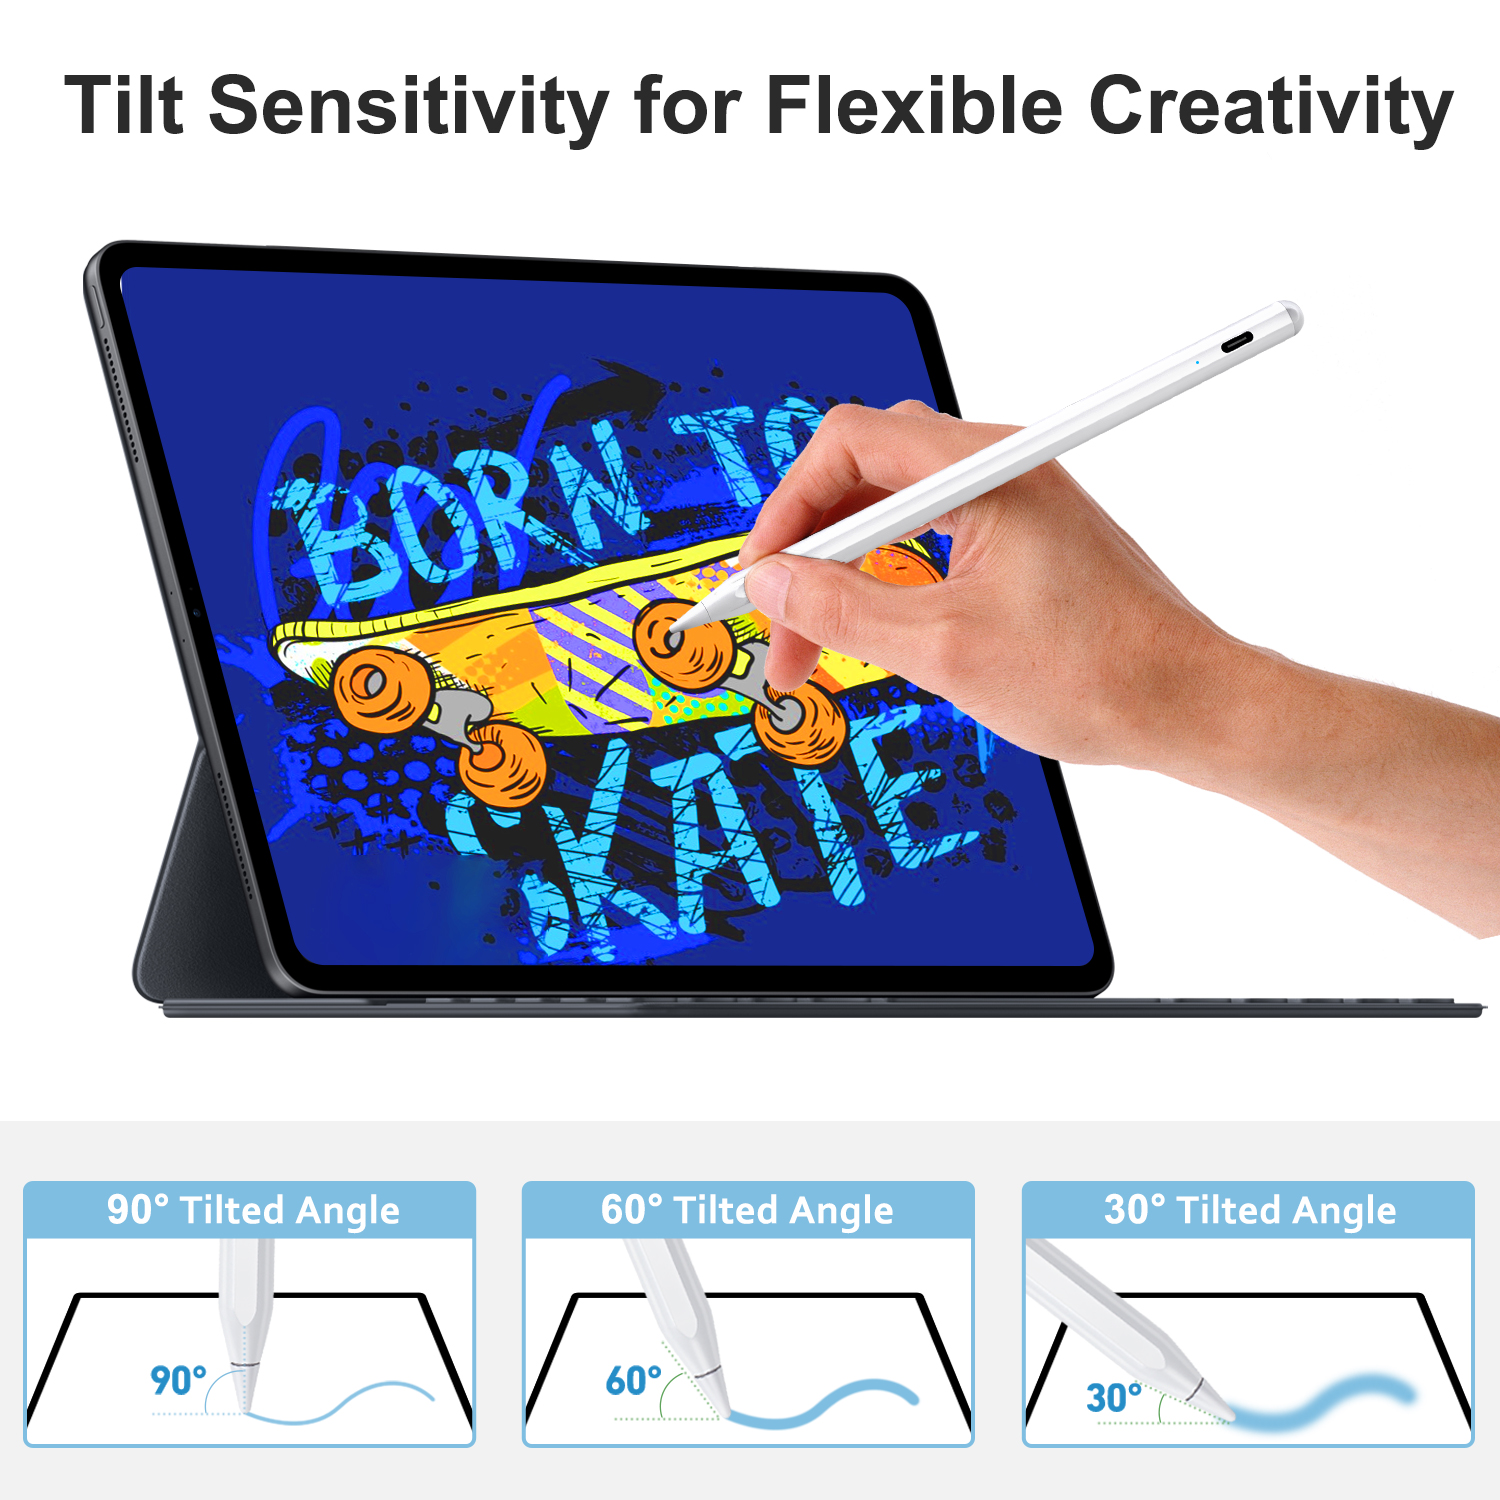 Tilt Sensitivity for Flexible Creativity
BORN TO
SKATE
90° Tilted Angle
60° Tilted Angle
30° Tilted Angle
90°
60°
30°